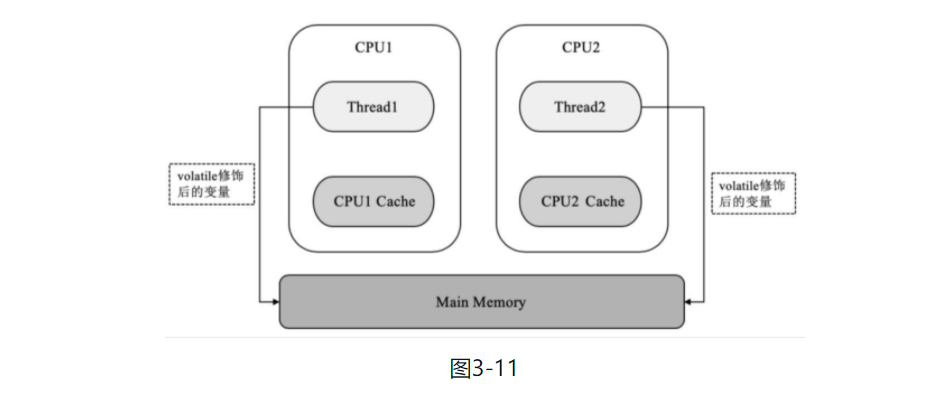 CPU1
CPU2
Thread1
Thread2
volatile修饰
后的变量
volatile修饰
后的变量
CPU1 Cache
CPU2 Cache
Main Memory
图3-11